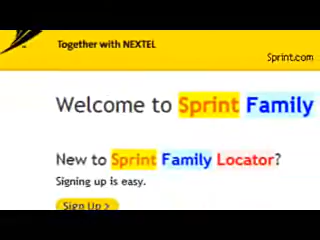 Together with NEXTEL
Sprint.com
Welcome to Sprint Family
New to Sprint Family Locator?
Signing up is easy.
Sign Up >